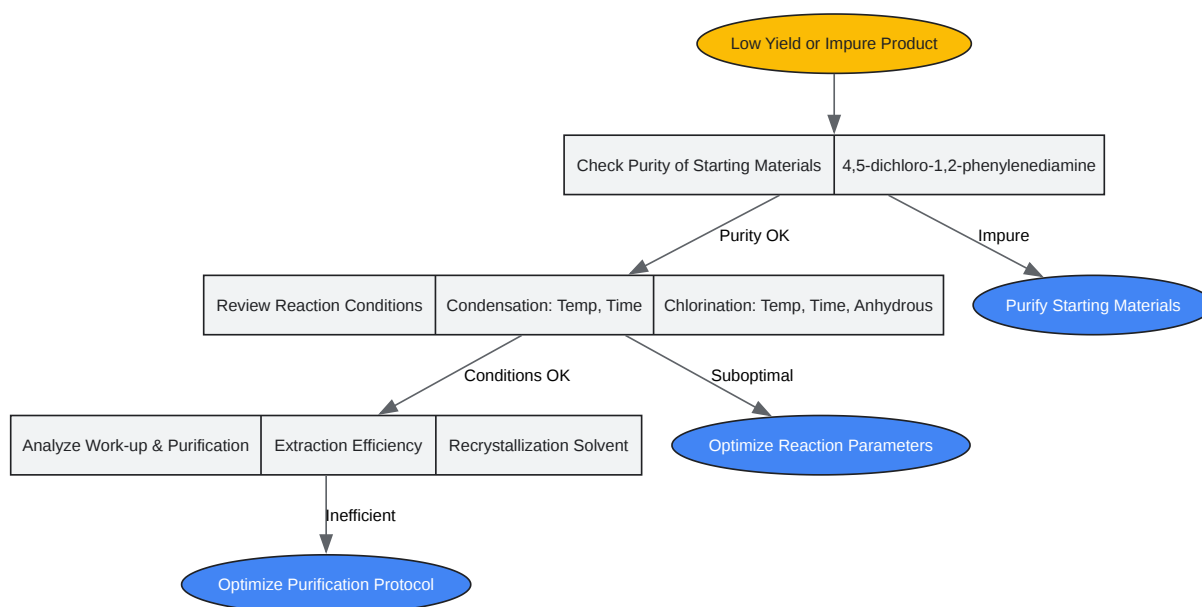 Low Yield or Impure Product
Check Purity of Starting Materials
4,5-dichloro-1,2-phenylenediamine
Purity OK
Impure
Review Reaction Conditions
Condensation: Temp, Time
Chlorination: Temp, Time, Anhydrous
Purify Starting Materials
Conditions OK
Suboptimal
Analyze Work-up & Purification
Extraction Efficiency
Recrystallization Solvent
Optimize Reaction Parameters
Inefficient
Optimize Purification Protocol